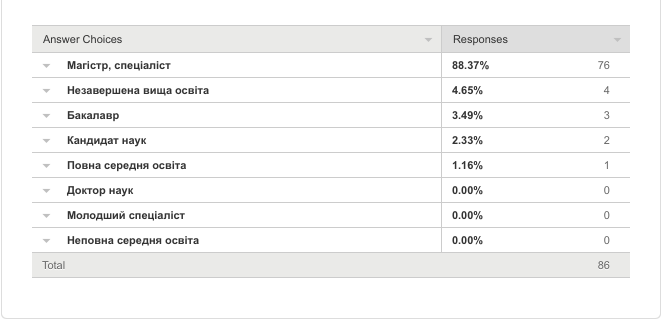 Answer Choices Responses
Магістр, спеціаліст 88.37% 76
Незавершена вища освіта 4.65% 4
Бакалавр 3.49% 3
Кандидат наук 2.33% 2
Повна середня освіта 1.16% 1
Доктор наук 0.00% 0
Молодший спеціаліст 0.00% 0
Неповна середня освіта 0.00% 0
Total 86